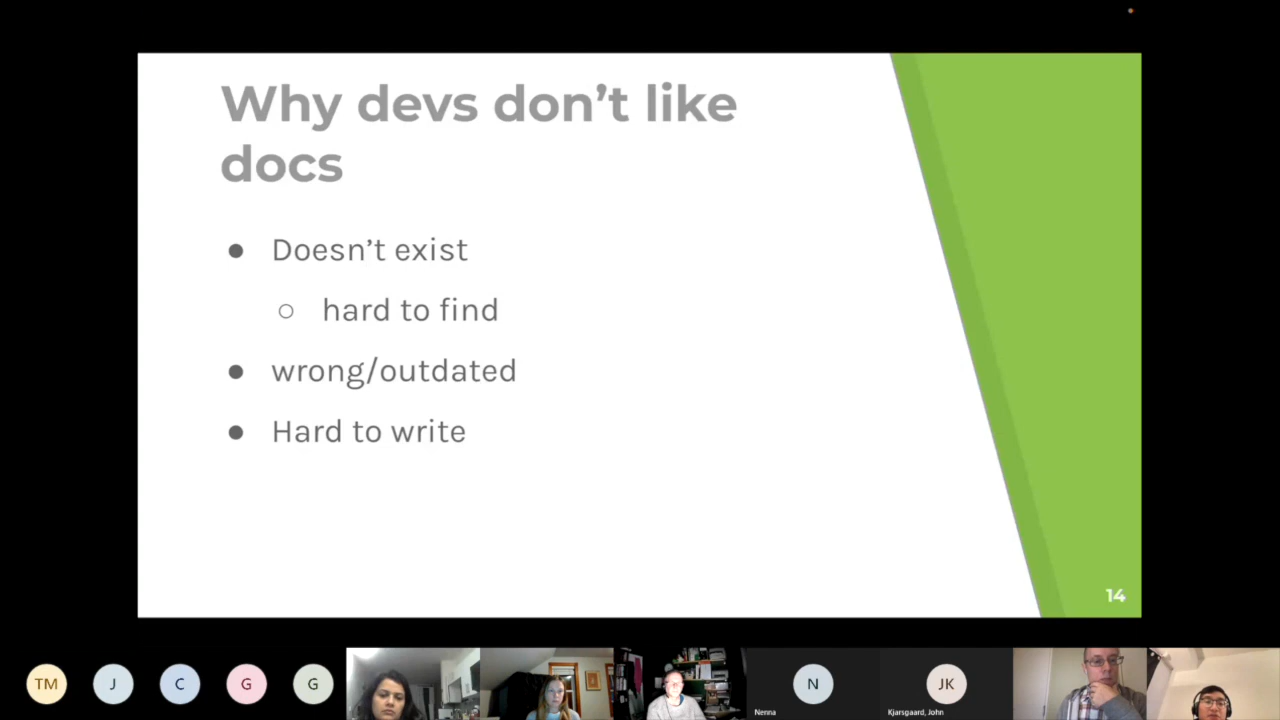 Why devs don’t like
docs
● Doesn’t exist
○ hard to find
● wrong/outdated
● Hard to write
14
TM
J
C
G
G
N
Nenna
JK
Kjarsgaard, John